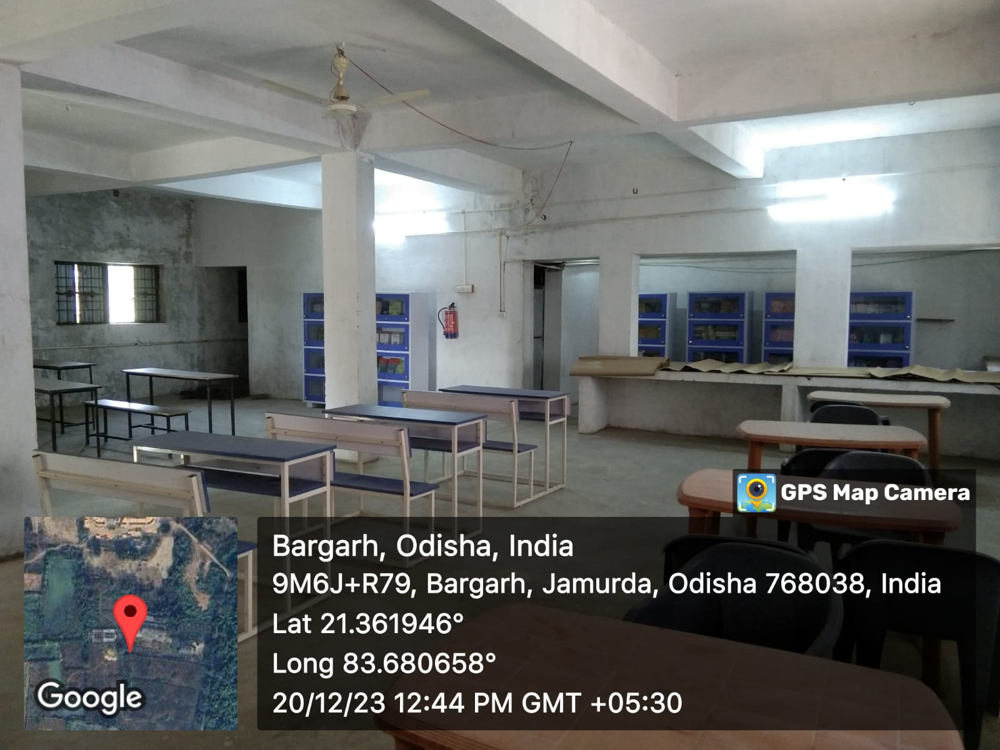 GPS Map Camera
Bargarh, Odisha, India
9M6J+R79, Bargarh, Jamurda, Odisha 768038, India
Lat 21.361946°
Long 83.680658°
20/12/23 12:44 PM GMT +05:30
Google